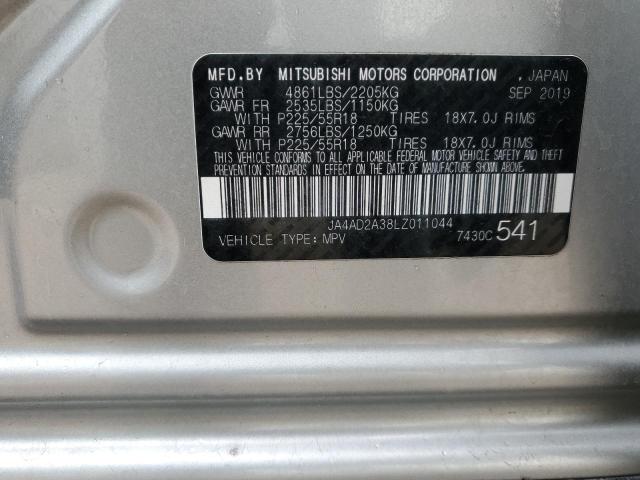 MFD.BY MITSUBISHI MOTORS CORPORATION , JAPAN
GVWR 4861LBS/2205KG SEP 2019
GAWR FR 2535LBS/1150KG
WITH P225/55R18 TIRES 18X7.0J RIMS
GAWR RR 2756LBS/1250KG
WITH P225/55R18 TIRES 18X7.0J RIMS
THIS VEHICLE CONFORMS TO ALL APPLICABLE FEDERAL MOTOR VEHICLE SAFETY AND THEFT
PREVENTION STANDARDS IN EFFECT ON THE DATE OF MANUFACTURE SHOWN ABOVE.
JA4AD2A38LZ011044
VEHICLE TYPE:MPV 7430C 541